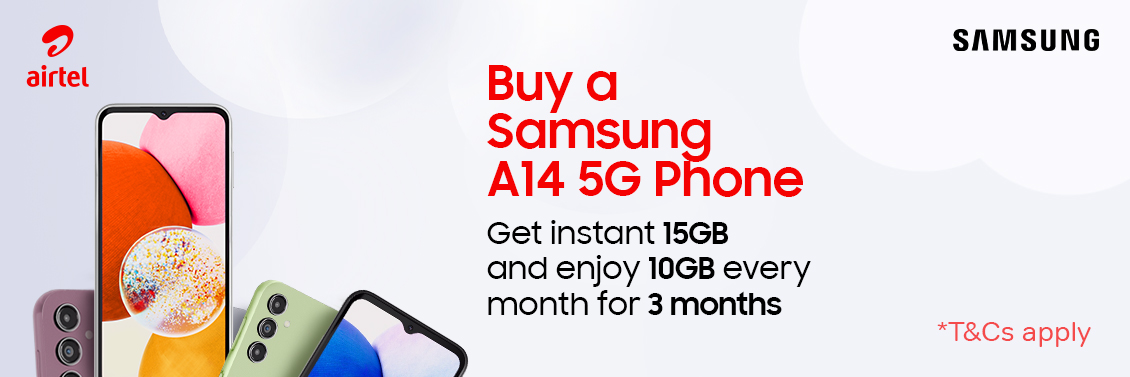 airtel
SAMSUNG
Buy a
Samsung
A14 5G Phone
Get instant 15GB
and enjoy 10GB every
month for 3 months
*T&Cs apply